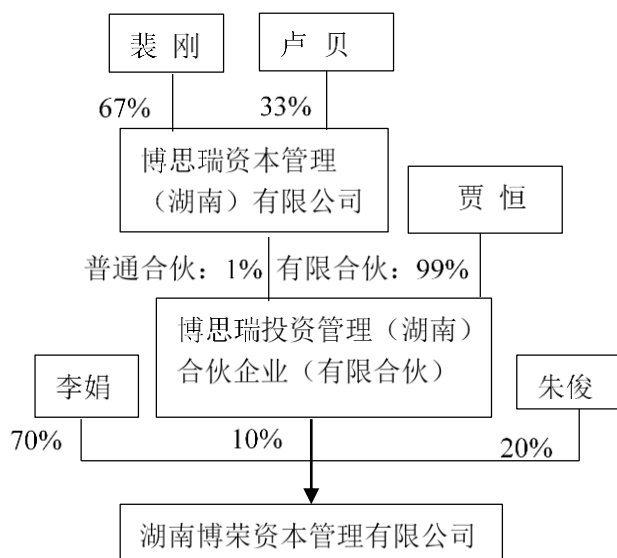 裴 刚
卢 贝
67%
33%
博思瑞资本管理
（湖南）有限公司
贾 恒
普通合伙：1%
有限合伙：99%
博思瑞投资管理（湖南）
合伙企业（有限合伙）
李娟
朱俊
70%
10%
20%
湖南博荣资本管理有限公司